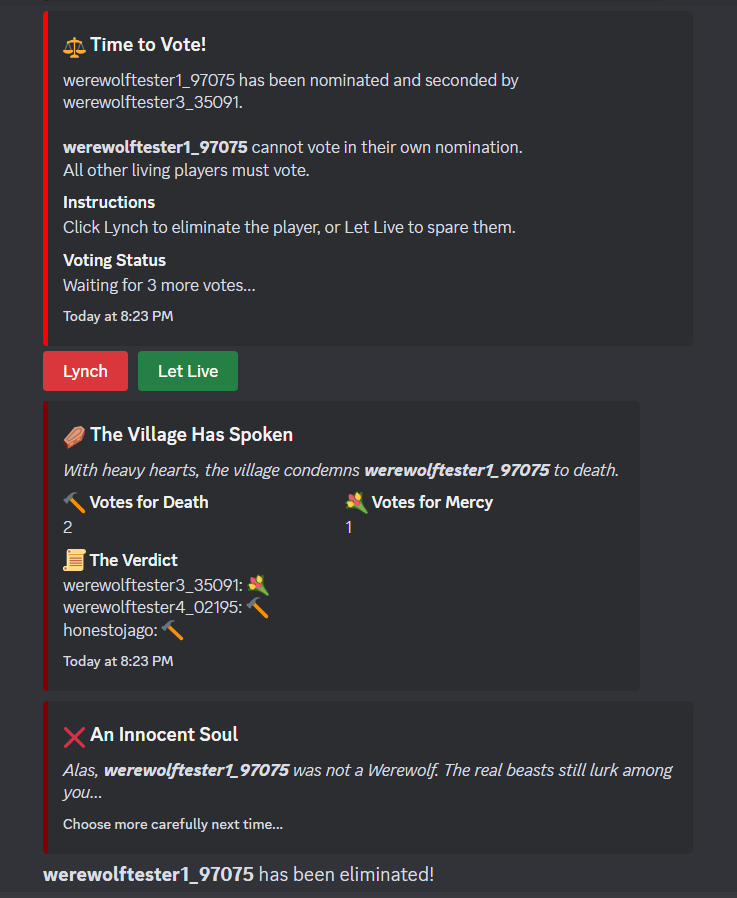 Time to Vote!
werewolftester1_97075 has been nominated and seconded by
werewolftester3_35091.
werewolftester1_97075 cannot vote in their own nomination.
All other living players must vote.
Instructions
Click Lynch to eliminate the player, or Let Live to spare them.
Voting Status
Waiting for 3 more votes...
Today at 8:23 PM
Lynch
Let Live
The Village Has Spoken
With heavy hearts, the village condemns werewolftester1_97075 to death.
Votes for Death
2
Votes for Mercy
1
The Verdict
werewolftester3_35091:
werewolftester4_02195:
honestojago:
Today at 8:23 PM
An Innocent Soul
Alas, werewolftester1_97075 was not a Werewolf. The real beasts still lurk among
you...
Choose more carefully next time...
werewolftester1_97075 has been eliminated!